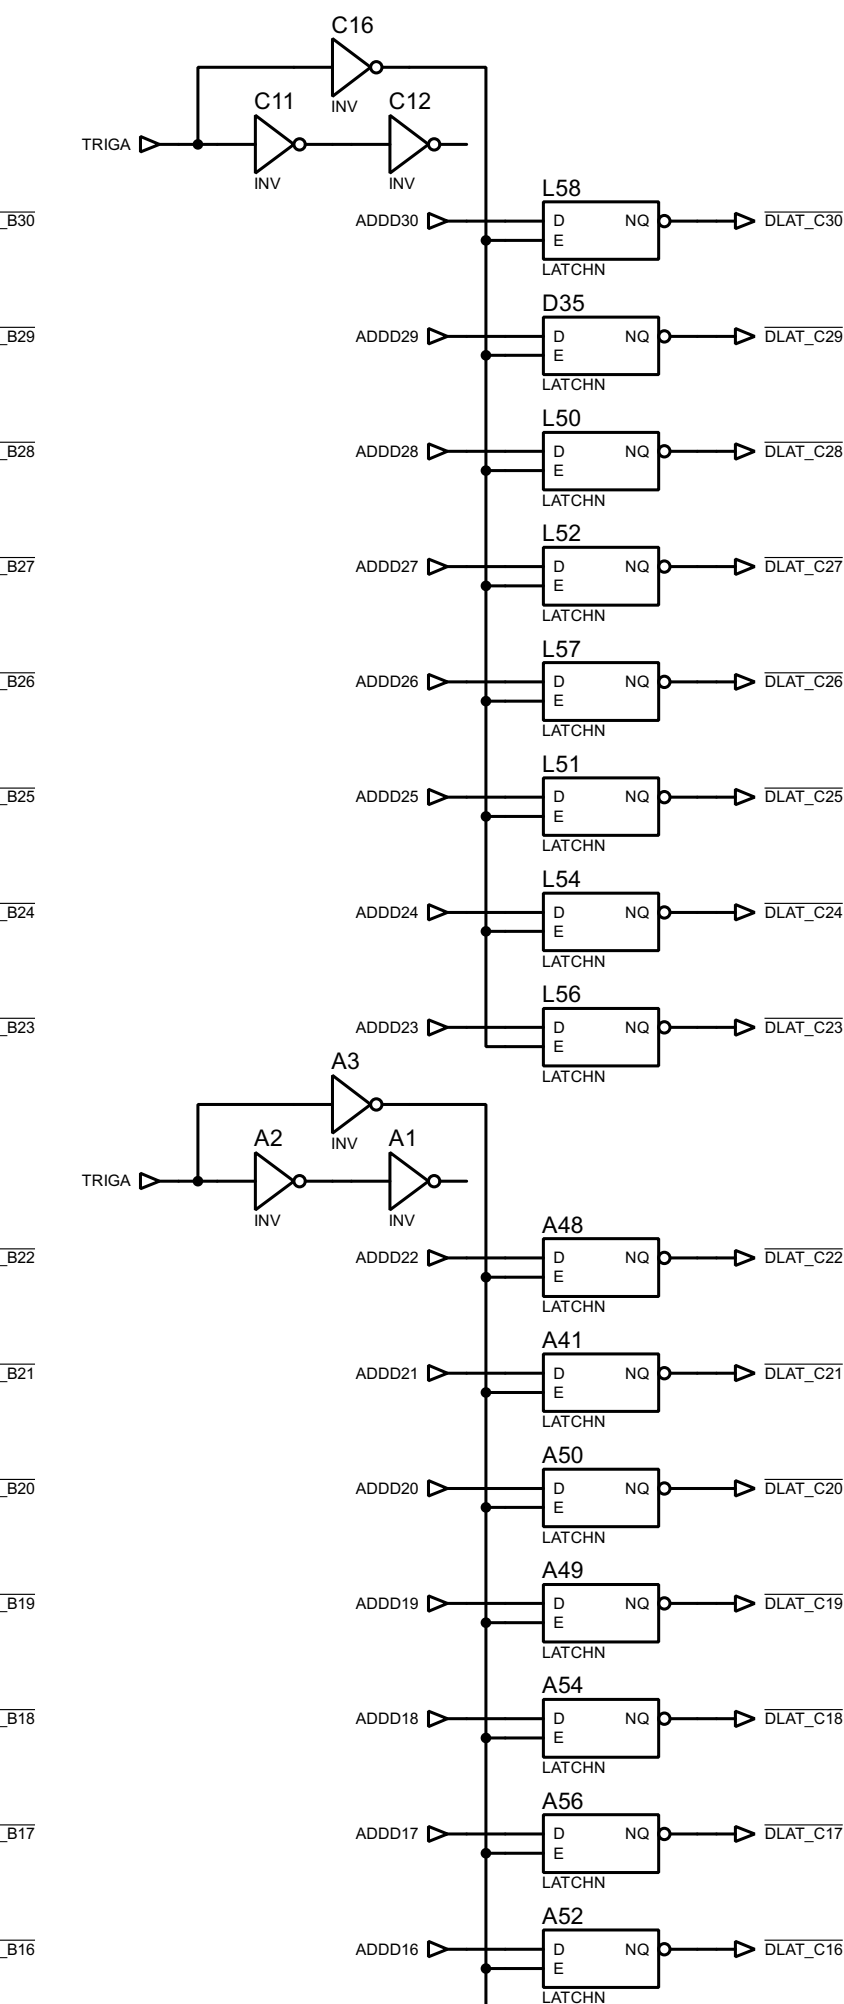 C16
INV
C11
C12
TRIGA
INV
INV
L58
_B30
ADDD30
D
NQ
DLAT_C30
E
LATCHN
D35
_B29
ADDD29
D
NQ
DLAT_C29
E
LATCHN
L50
_B28
ADDD28
D
NQ
DLAT_C28
E
LATCHN
L52
_B27
ADDD27
D
NQ
DLAT_C27
E
LATCHN
L57
_B26
ADDD26
D
NQ
DLAT_C26
E
LATCHN
L51
_B25
ADDD25
D
NQ
DLAT_C25
E
LATCHN
L54
_B24
ADDD24
D
NQ
DLAT_C24
E
LATCHN
L56
_B23
ADDD23
D
NQ
DLAT_C23
E
LATCHN
A3
INV
A2
A1
TRIGA
INV
INV
A48
_B22
ADDD22
D
NQ
DLAT_C22
E
LATCHN
A41
_B21
ADDD21
D
NQ
DLAT_C21
E
LATCHN
A50
_B20
ADDD20
D
NQ
DLAT_C20
E
LATCHN
A49
_B19
ADDD19
D
NQ
DLAT_C19
E
LATCHN
A54
_B18
ADDD18
D
NQ
DLAT_C18
E
LATCHN
A56
_B17
ADDD17
D
NQ
DLAT_C17
E
LATCHN
A52
_B16
ADDD16
D
NQ
DLAT_C16
E
LATCHN